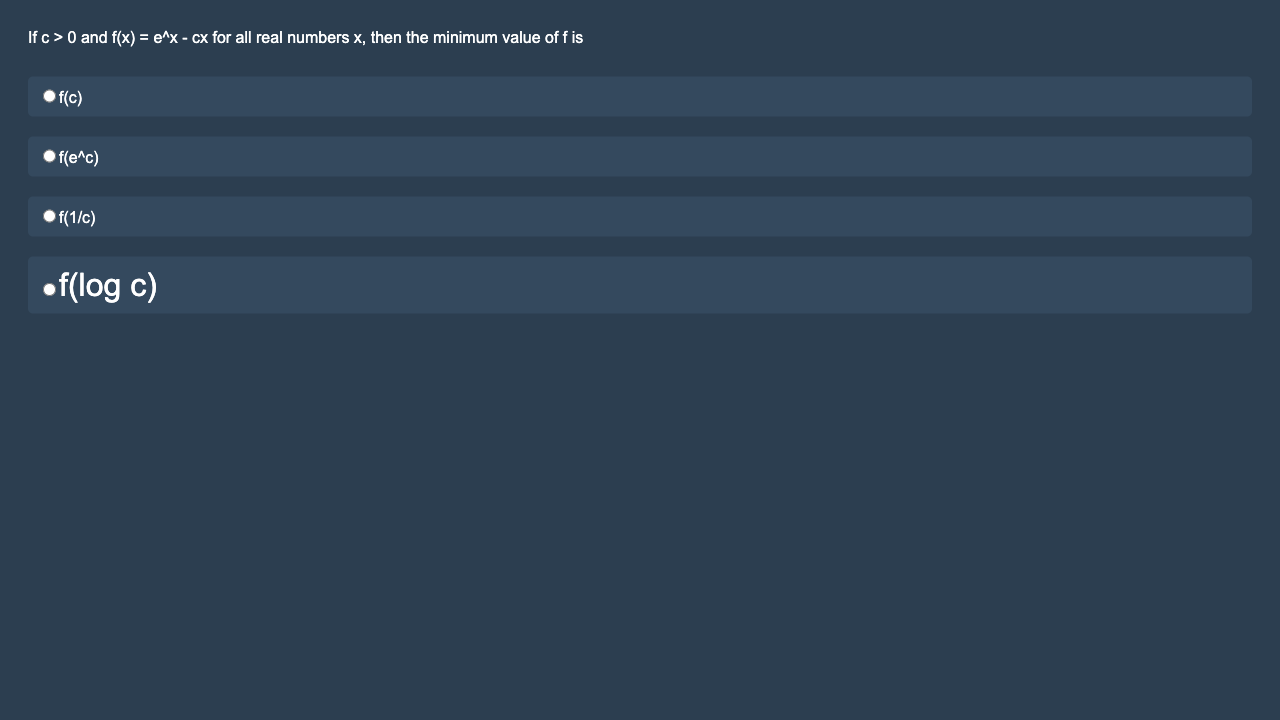 If c > 0 and f(x) = e^x - cx for all real numbers x, then the minimum value of f is
f(c)
f(e^c)
f(1/c)
f(log c)